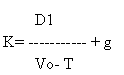 D1
K= ----------- + g
Vo- T